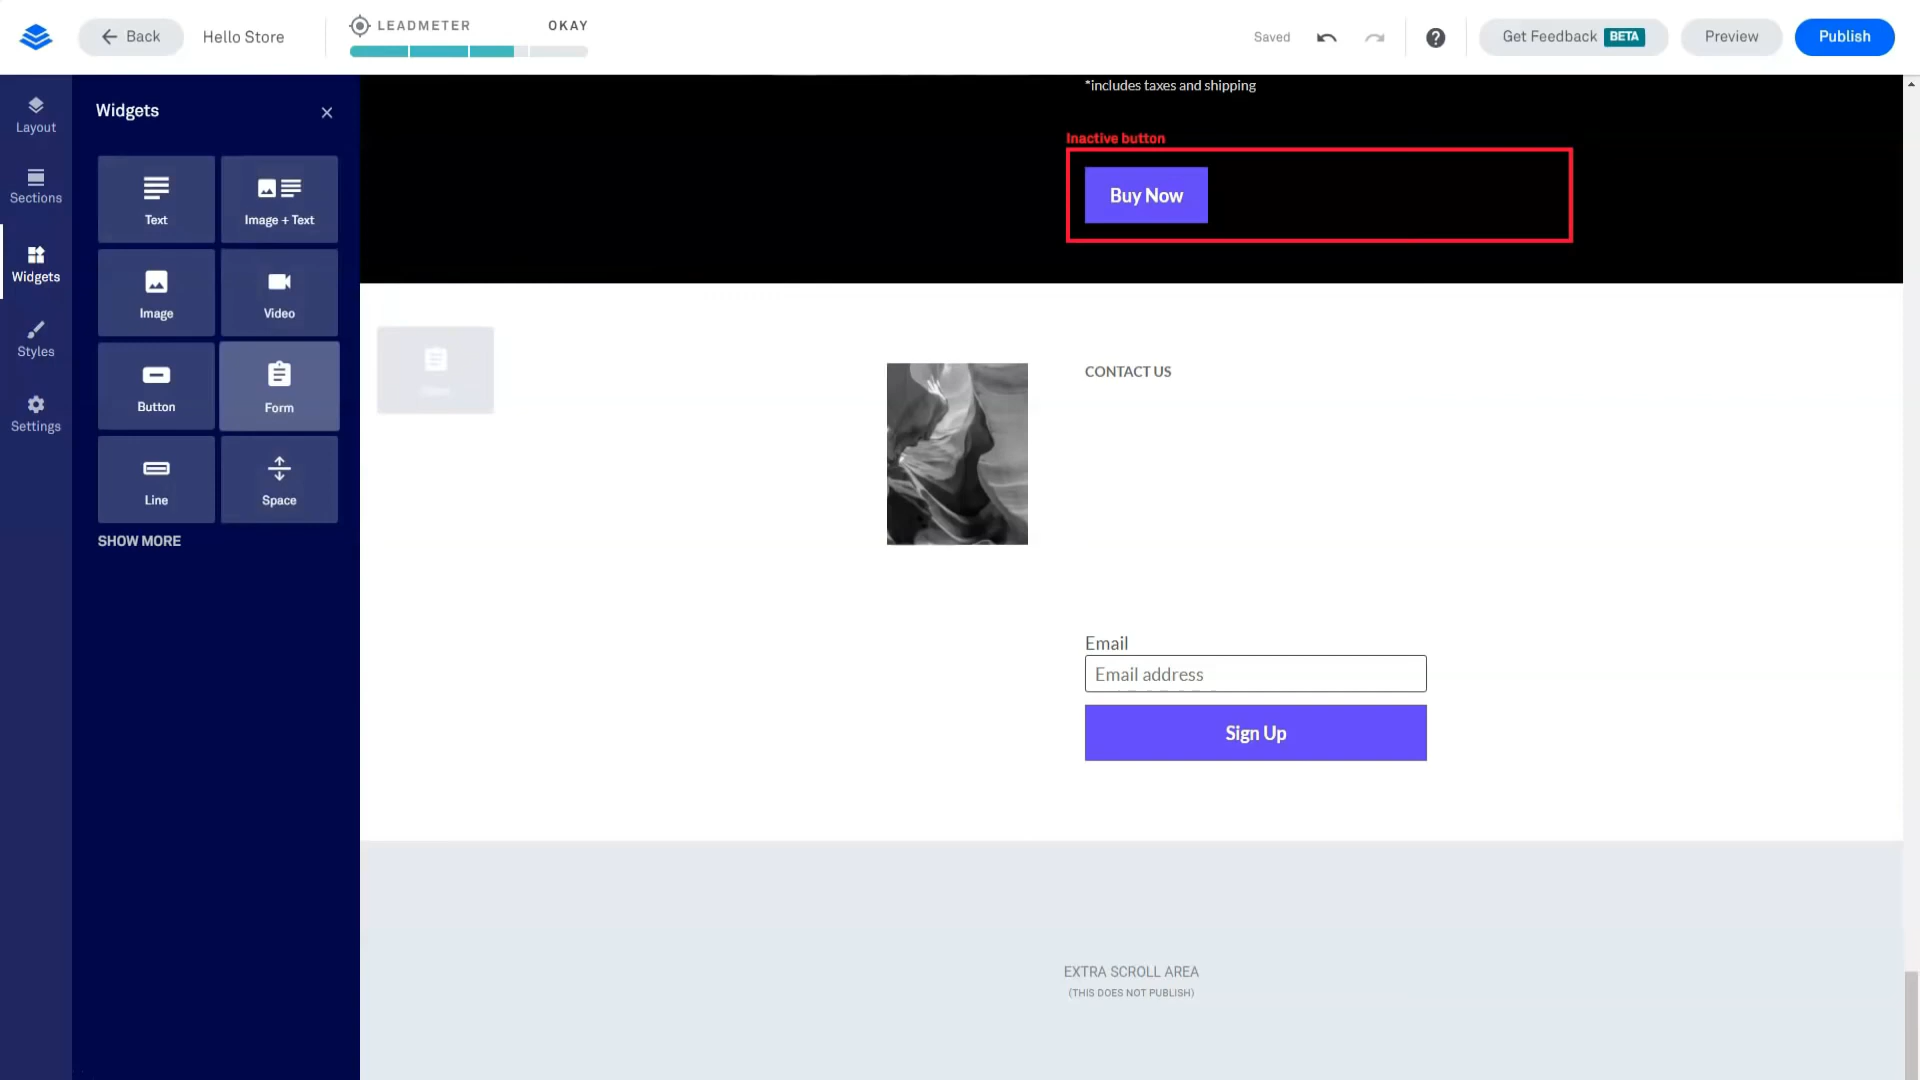 Back
Hello Store
LEADMETER
OKAY
Saved
?
Get Feedback BETA
Preview
Publish
Layout
Sections
Widgets
Styles
Settings
Widgets
Text
Image + Text
Image
Video
Button
Form
Line
Space
SHOW MORE
*includes taxes and shipping
Inactive button
Buy Now
CONTACT US
Email
Email address
Sign Up
EXTRA SCROLL AREA
(THIS DOES NOT PUBLISH)